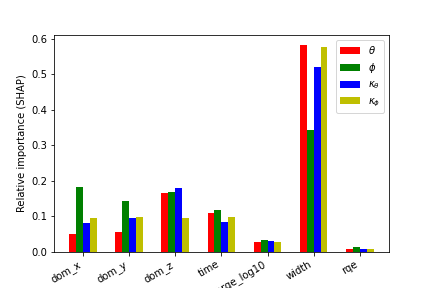 Relative importance (SHAP)
0.6
0.5
0.4
0.3
0.2
0.1
0.0
θ
ϕ
κθ
κϕ
dom_x
dom_y
dom_z
time
rge_log10
width
rqe